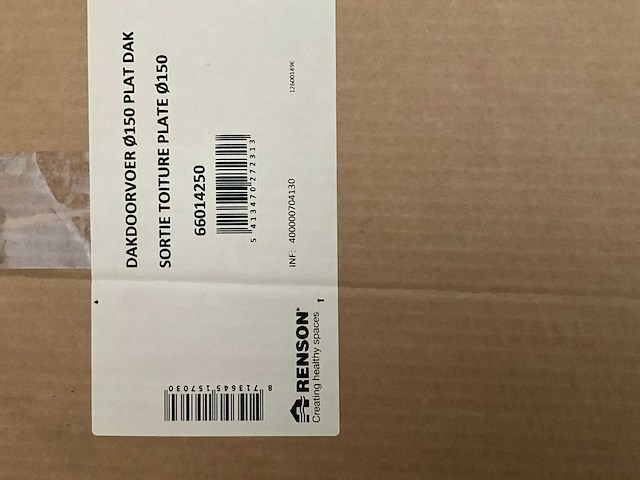 DAKDOORVOER Ø150 PLAT DAK
SORTIE TOITURE PLATE Ø150
66014250
5 413470 272313
INF: 400000704130
126001496
RENSON
Creating healthy spaces
8 713645 157030